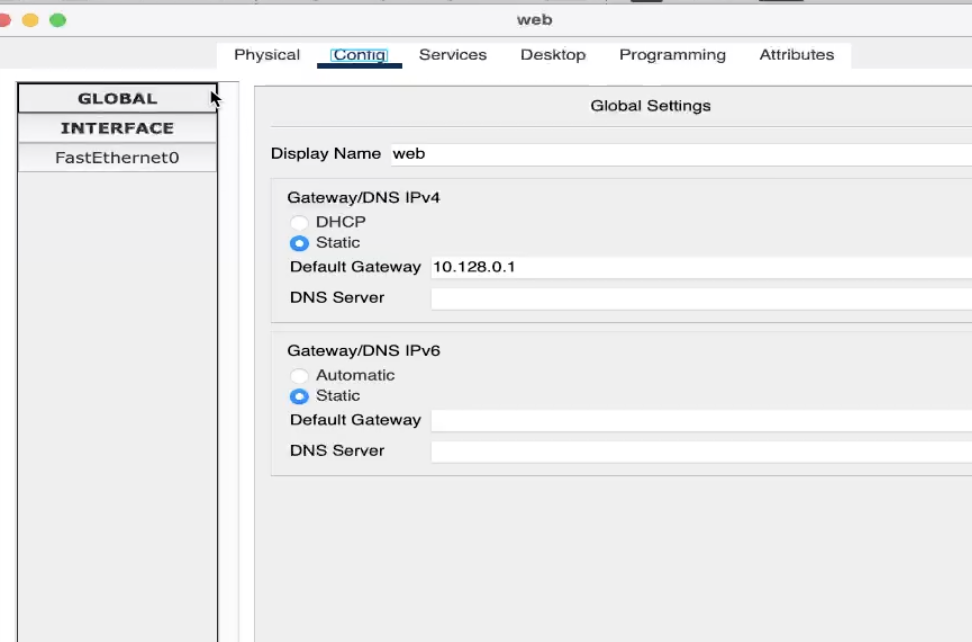 web
Physical Config Services Desktop Programming Attributes
GLOBAL
INTERFACE
FastEthernet0
Global Settings
Display Name web
Gateway/DNS IPv4
DHCP
Static
Default Gateway 10.128.0.1
DNS Server
Gateway/DNS IPv6
Automatic
Static
Default Gateway
DNS Server